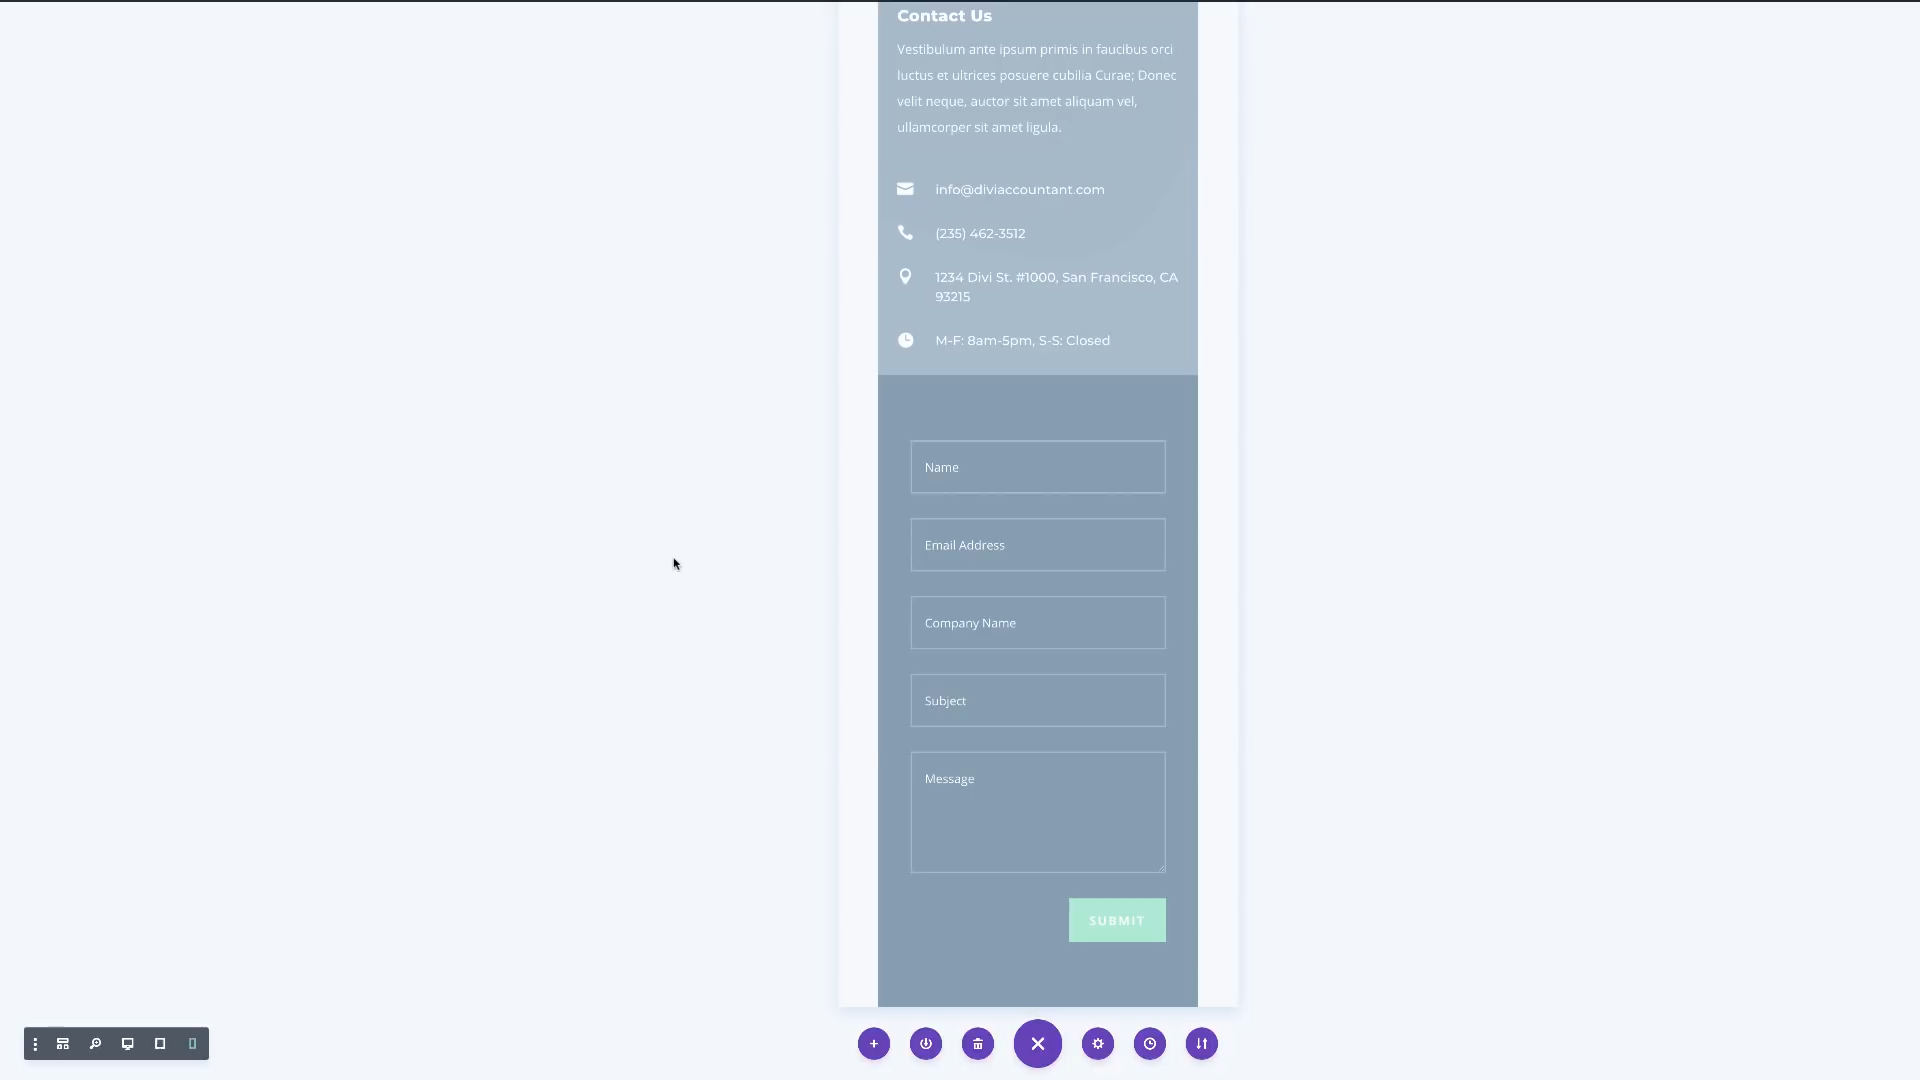 Contact Us
Vestibulum ante ipsum primis in faucibus orci
luctus et ultrices posuere cubilia Curae; Donec
velit neque, auctor sit amet aliquam vel,
ullamcorper sit amet ligula.
info@diviaccountant.com
(235) 462-3512
1234 Divi St. #1000, San Francisco, CA
93215
M-F: 8am-5pm, S-S: Closed
Name
Email Address
Company Name
Subject
Message
SUBMIT